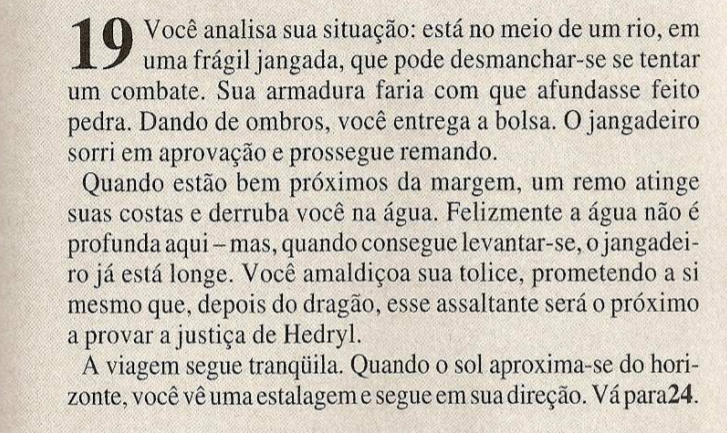 19 Você analisa sua situação: está no meio de um rio, em
uma frágil jangada, que pode desmanchar-se se tentar
um combate. Sua armadura faria com que afundasse feito
pedra. Dando de ombros, você entrega a bolsa. O jangadeiro
sorri em aprovação e prossegue remando.
Quando estão bem próximos da margem, um remo atinge
suas costas e derruba você na água. Felizmente a água não é
profunda aqui – mas, quando consegue levantar-se, o jangadei-
ro já está longe. Você amaldiçoa sua tolice, prometendo a si
mesmo que, depois do dragão, esse assaltante será o próximo
a provar a justiça de Hedryl.
A viagem segue tranqüila. Quando o sol aproxima-se do hori-
zonte, você vê uma estalagem e segue em sua direção. Vá para 24.